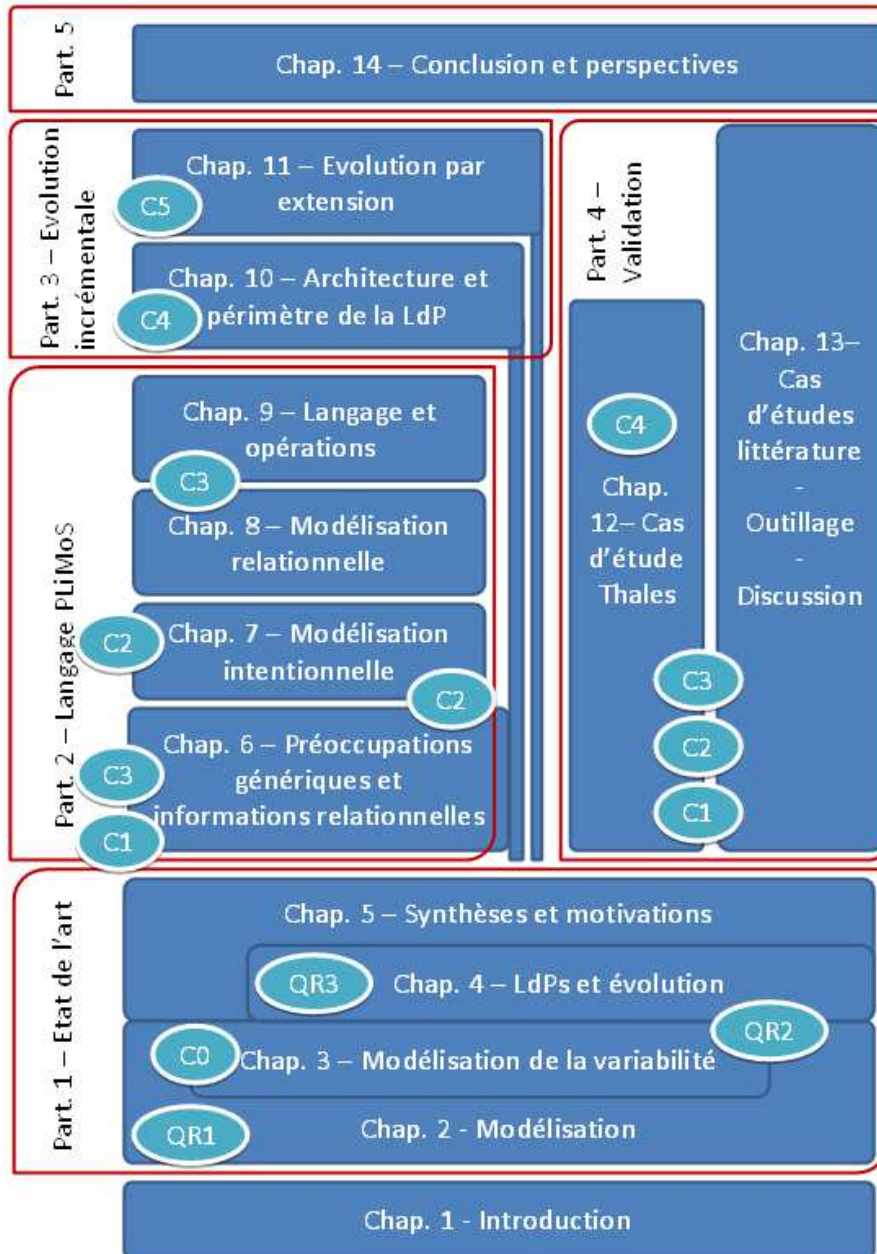 Part. 5
Chap. 14 – Conclusion et perspectives
Part. 3 – Evolution
incrémentale
Chap. 11 – Evolution par
extension
C5
Chap. 10 – Architecture et
périmètre de la LdP
C4
Part. 4 –
Validation
C4
Chap.
12– Cas
d'étude
Thales
Chap. 13–
Cas
d'études
littérature
-
Outillage
-
Discussion
C3
C2
C1
Part. 2 – Langage PLiMoS
Chap. 9 – Langage et
opérations
C3
Chap. 8 – Modélisation
relationnelle
C2
Chap. 7 – Modélisation
intentionnelle
C2
Chap. 6 – Préoccupations
génériques et
informations relationnelles
C3
C1
Part. 1 – Etat de l'art
Chap. 5 – Synthèses et motivations
QR3
Chap. 4 – LdPs et évolution
QR2
C0
Chap. 3 – Modélisation de la variabilité
QR1
Chap. 2 - Modélisation
Chap. 1 - Introduction